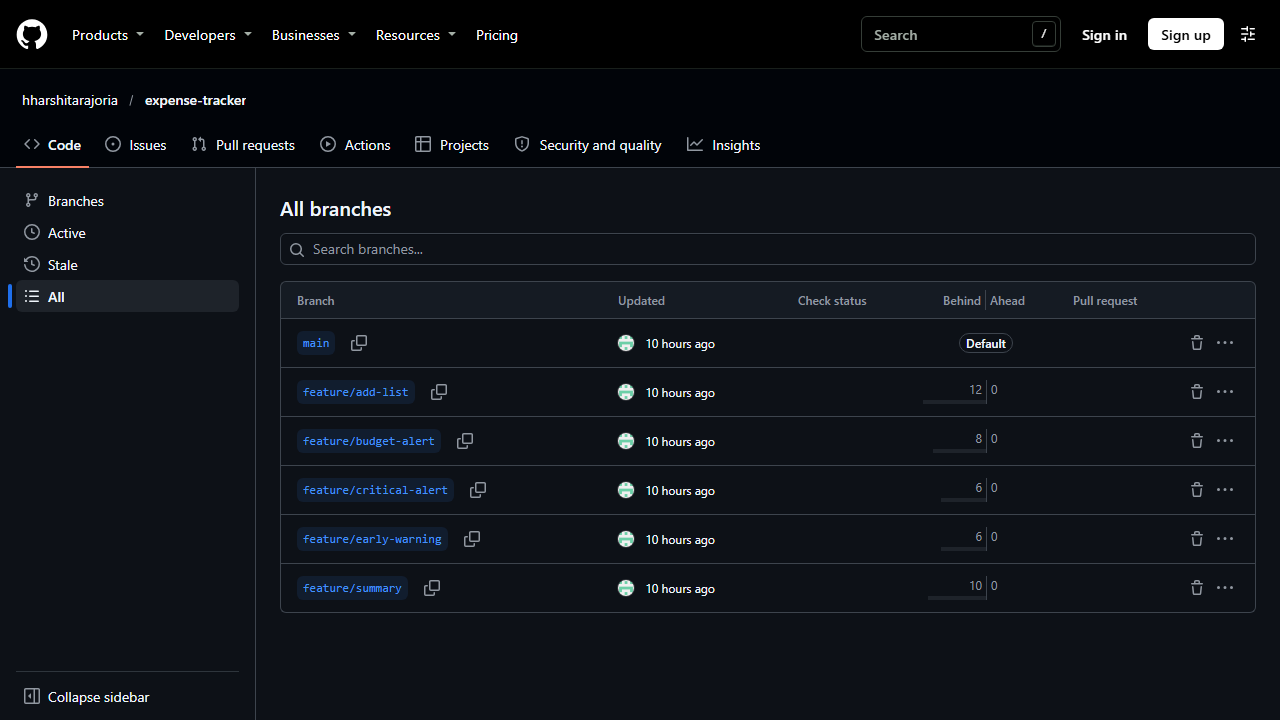 Products Developers Businesses Resources Pricing Search / Sign in Sign up
hharshitarajoria / expense-tracker
Code Issues Pull requests Actions Projects Security and quality Insights
Branches
Active
Stale
All
Collapse sidebar
All branches
Search branches...
Branch Updated Check status Behind Ahead Pull request
main 10 hours ago Default
feature/add-list 10 hours ago 12 0
feature/budget-alert 10 hours ago 8 0
feature/critical-alert 10 hours ago 6 0
feature/early-warning 10 hours ago 6 0
feature/summary 10 hours ago 10 0